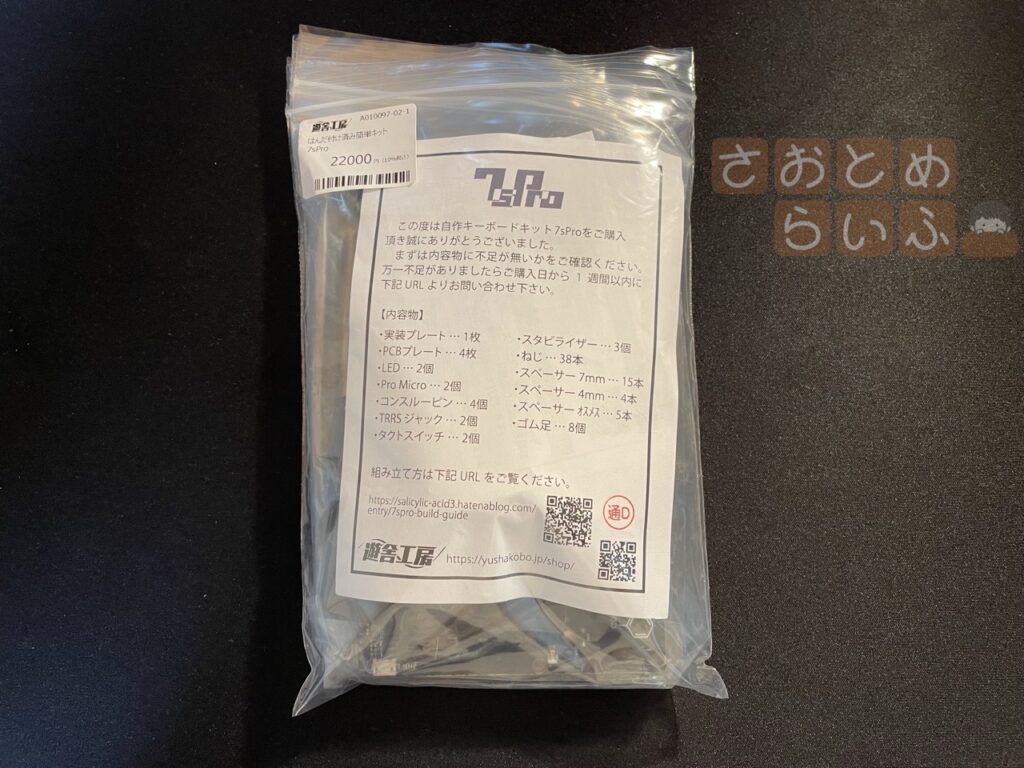 遊舎工房
A010097-02-1
はんだ付け済み簡単キット
7sPro
22000円 (10%税込)
7sPro
この度は自作キーボードキット7sProをご購入
頂き誠にありがとうございました。
まずは内容物に不足が無いかをご確認ください。
万一不足がありましたらご購入日から 1 週間以内に
下記 URL よりお問い合わせ下さい。
【内容物】
・実装プレート … 1枚
・PCBプレート … 4枚
・LED … 2個
・Pro Micro … 2個
・コンスルーピン … 4個
・TRRS ジャック … 2個
・タクトスイッチ … 2個
・スタビライザー … 3個
・ねじ … 38本
・スペーサー 7mm … 15本
・スペーサー 4mm … 4本
・スペーサー ｵｽﾒｽ … 5本
・ゴム足 … 8個
組み立て方は下記 URL をご覧ください。
https://salicylic-acid3.hatenablog.com/
entry/7spro-build-guide
通D
遊舎工房
https://yushakobo.jp/shop/
さおとめ
らいふ